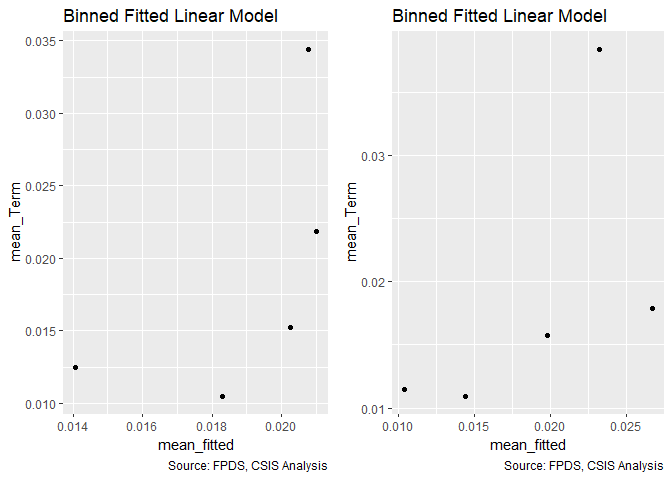 Binned Fitted Linear Model
0.035
0.030
0.025
0.020
0.015
0.010
mean_Term
0.014 0.016 0.018 0.020
mean_fitted
Source: FPDS, CSIS Analysis
Binned Fitted Linear Model
0.03
0.02
0.01
mean_Term
0.010 0.015 0.020 0.025
mean_fitted
Source: FPDS, CSIS Analysis